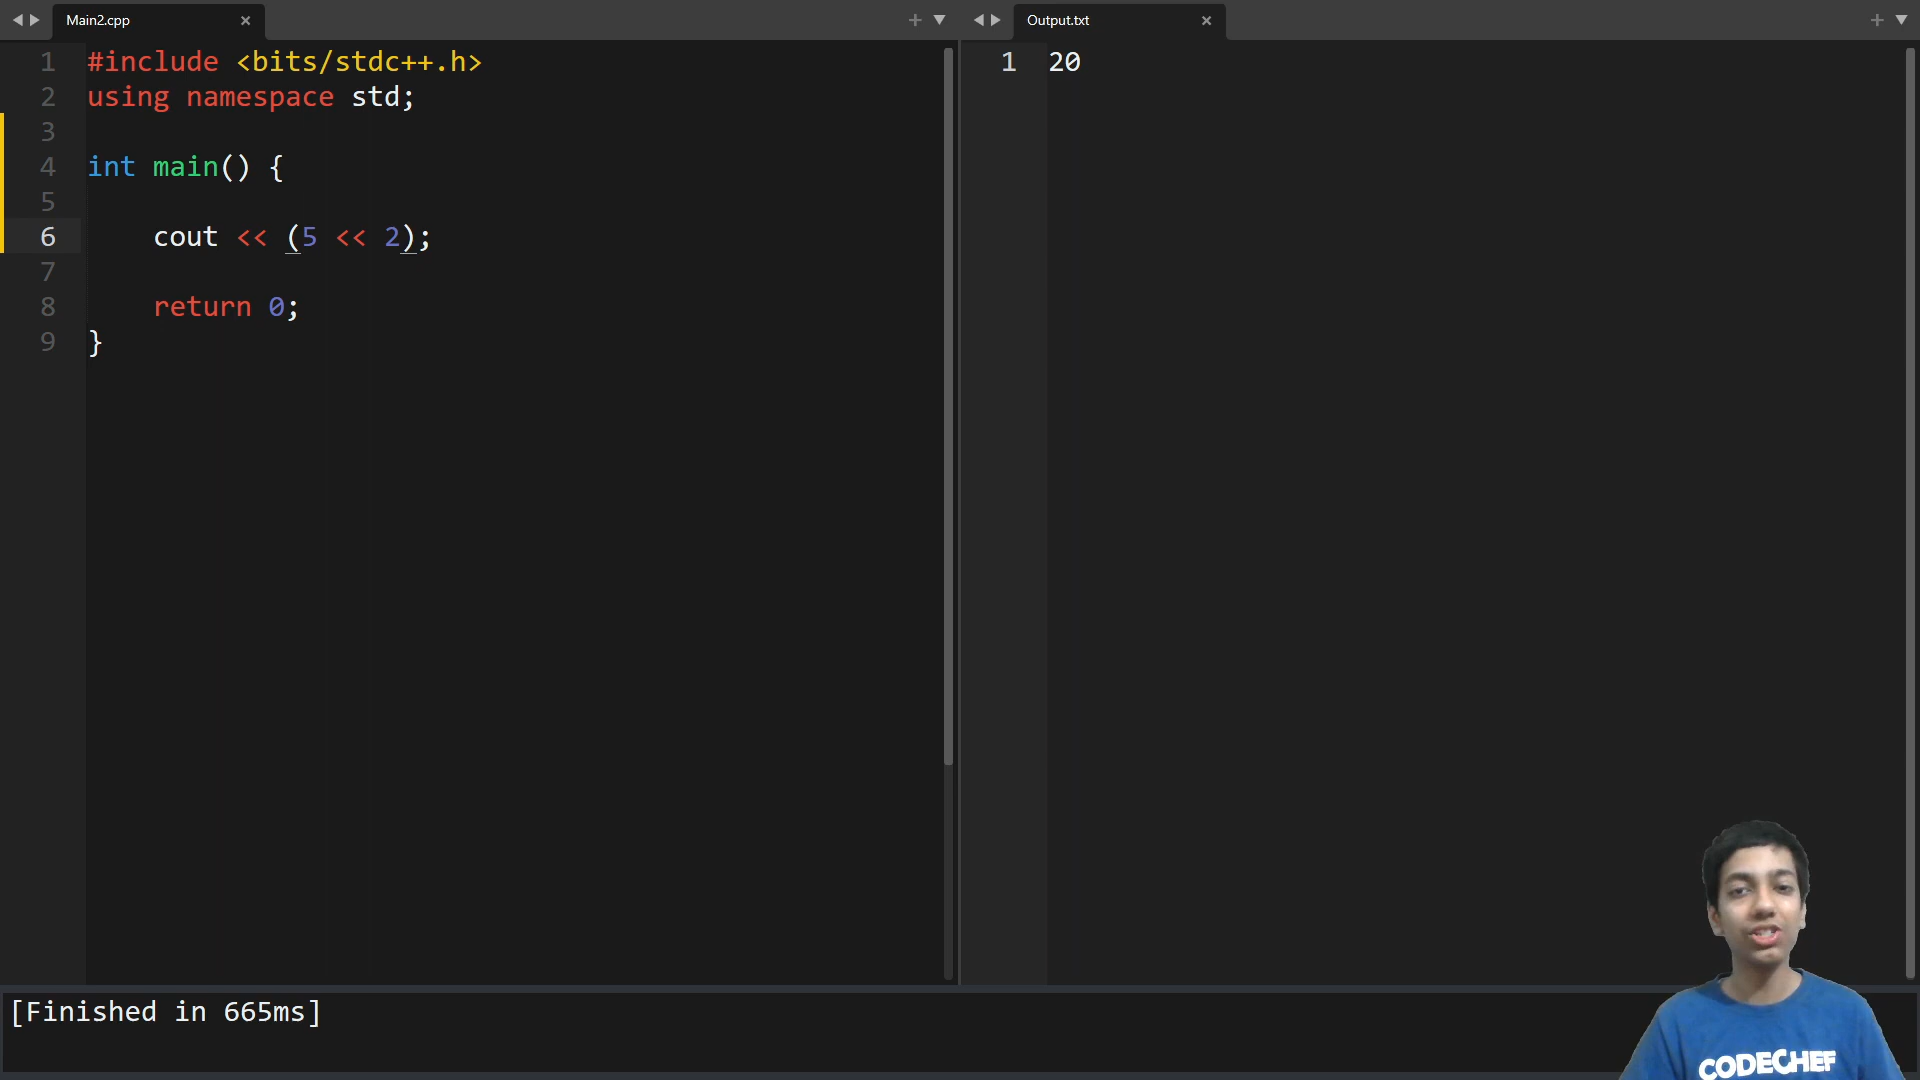 Main2.cpp
Output.txt
1 #include <bits/stdc++.h>
2 using namespace std;
3
4 int main() {
5
6     cout << (5 << 2);
7
8     return 0;
9 }
1 20
[Finished in 665ms]
CODECHEF